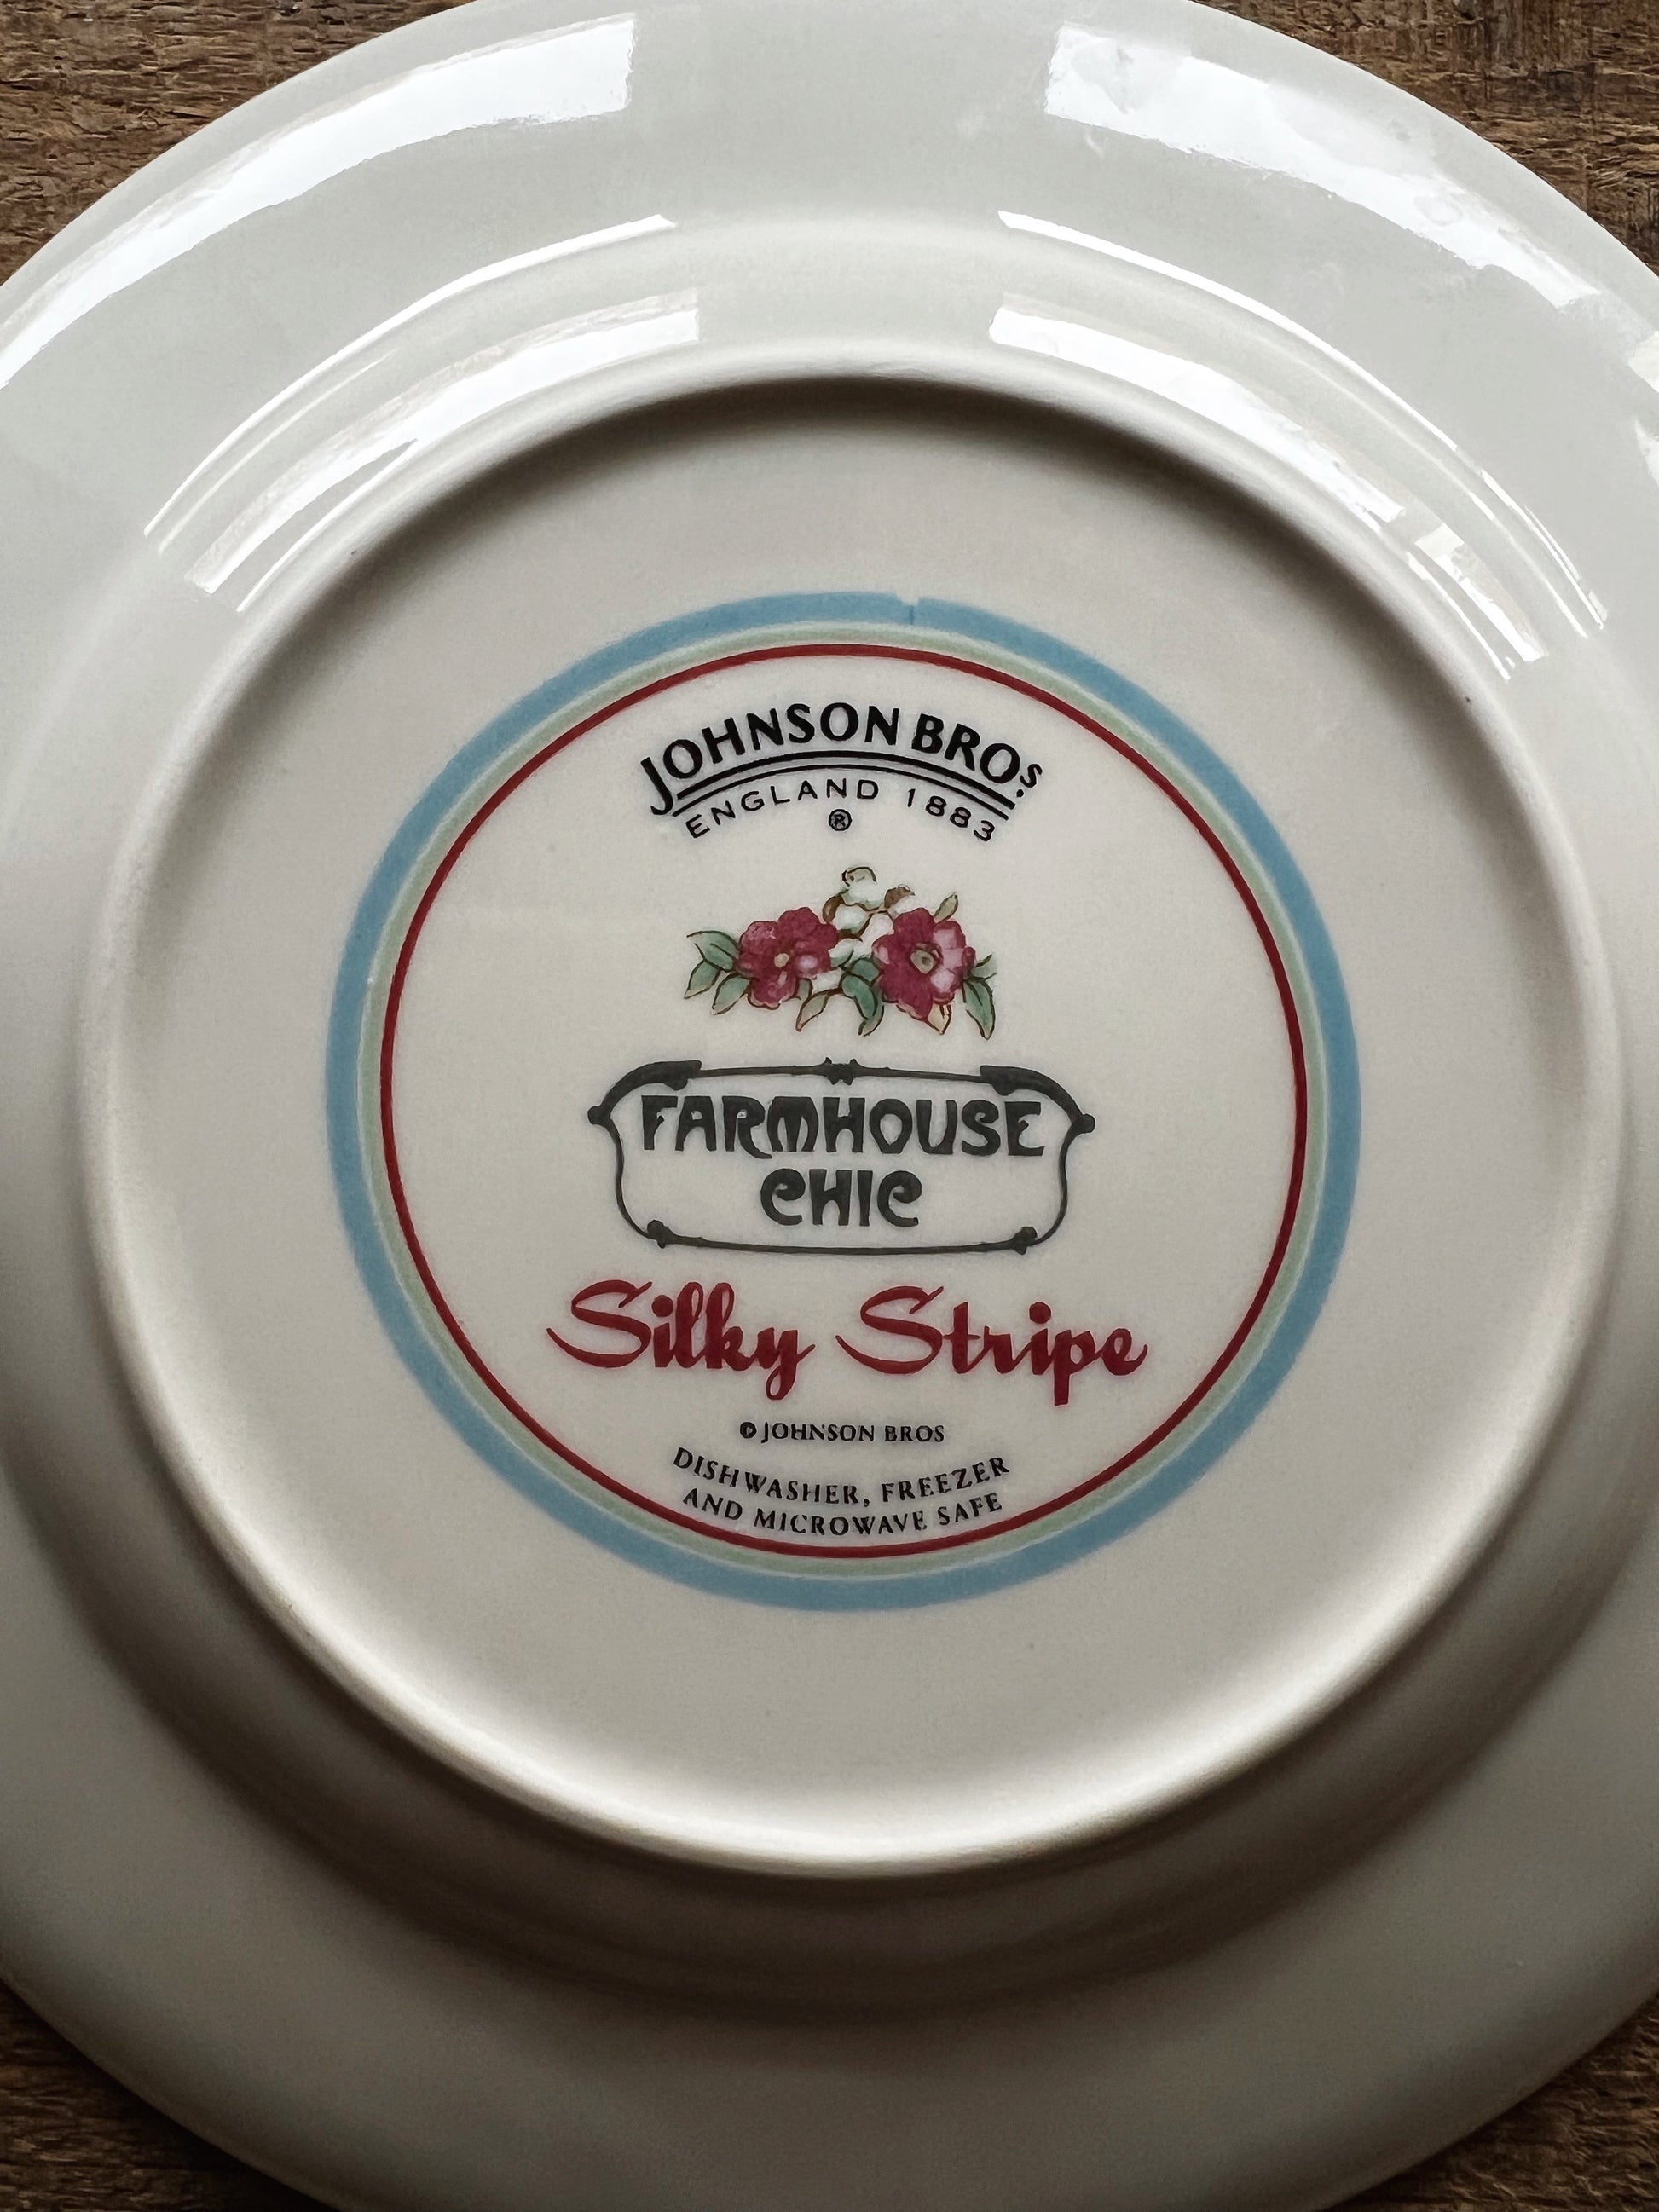 JOHNSON BROS.
ENGLAND 1883
®
FARMHOUSE
CHIC
Silky Stripe
© JOHNSON BROS
DISHWASHER, FREEZER
AND MICROWAVE SAFE